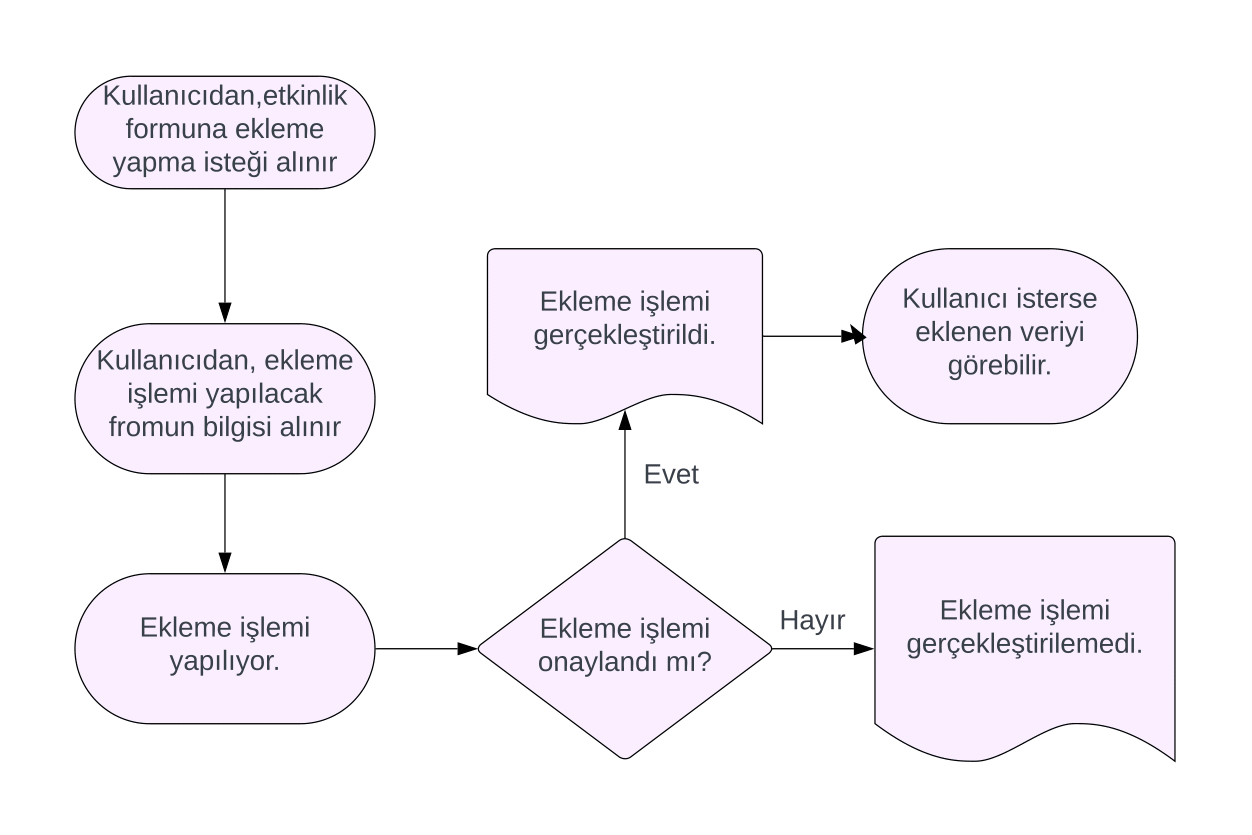 Kullanıcıdan,etkinlik
formuna ekleme
yapma isteği alınır
Kullanıcıdan, ekleme
işlemi yapılacak
fromun bilgisi alınır
Ekleme işlemi
yapılıyor.
Ekleme işlemi
onaylandı mı?
Evet
Ekleme işlemi
gerçekleştirildi.
Kullanıcı isterse
eklenen veriyi
görebilir.
Hayır
Ekleme işlemi
gerçekleştirilemedi.